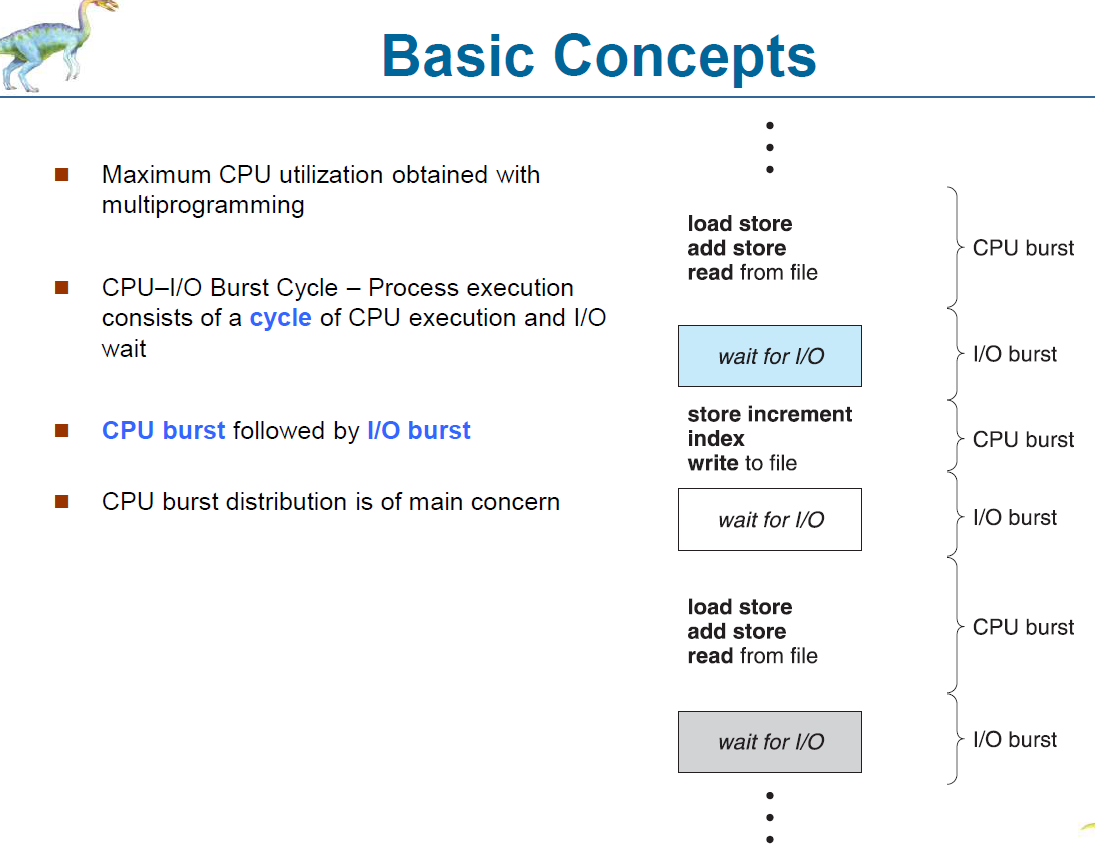 Basic Concepts
Maximum CPU utilization obtained with
multiprogramming
CPU–I/O Burst Cycle – Process execution
consists of a cycle of CPU execution and I/O
wait
CPU burst followed by I/O burst
CPU burst distribution is of main concern
load store
add store
read from file
CPU burst
wait for I/O
I/O burst
store increment
index
write to file
CPU burst
wait for I/O
I/O burst
load store
add store
read from file
CPU burst
wait for I/O
I/O burst